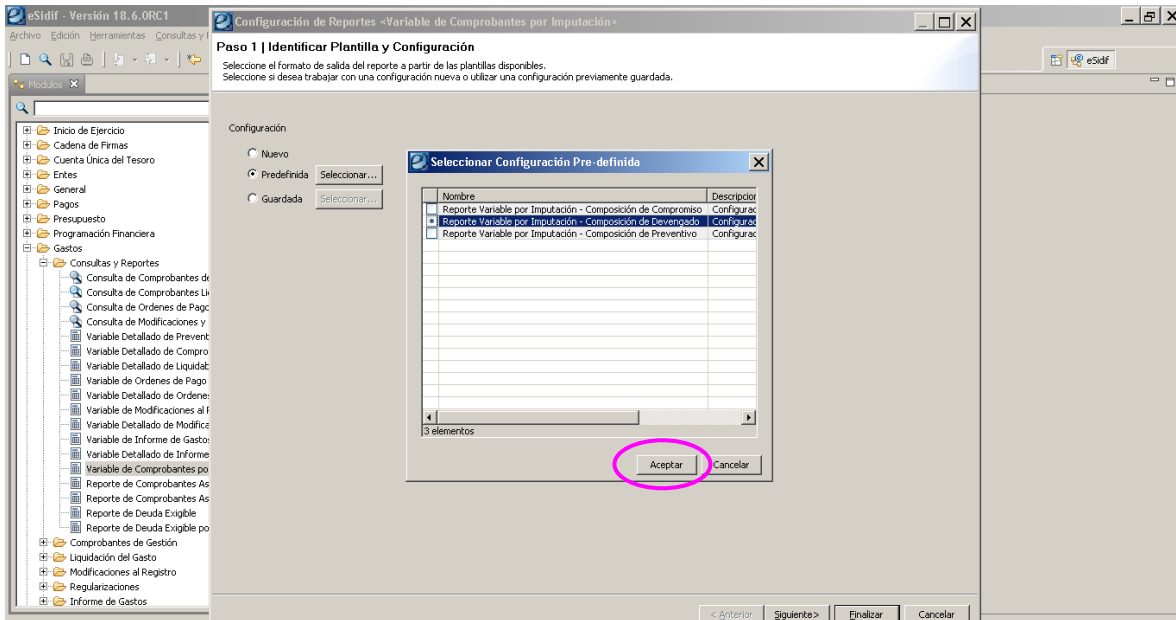 eSidif - Versión 18.6.0RC1
Archivo Edición Herramientas Consultas y
eSidif
Modulos
Inicio de Ejercicio
Cadena de Firmas
Cuenta Única del Tesoro
Entes
General
Pagos
Presupuesto
Programación Financiera
Gastos
Consultas y Reportes
Consulta de Comprobantes de
Consulta de Comprobantes Li
Consulta de Ordenes de Pago
Consulta de Modificaciones y
Variable Detallado de Prevent
Variable Detallado de Compro
Variable Detallado de Liquidab
Variable de Ordenes de Pago
Variable Detallado de Ordenes
Variable de Modificaciones al R
Variable Detallado de Modifica
Variable de Informe de Gastos
Variable Detallado de Informe
Variable de Comprobantes po
Reporte de Comprobantes As
Reporte de Comprobantes As
Reporte de Deuda Exigible
Reporte de Deuda Exigible po
Comprobantes de Gestión
Liquidación del Gasto
Modificaciones al Registro
Regularizaciones
Informe de Gastos
Configuración de Reportes <Variable de Comprobantes por Imputación>
Paso 1 | Identificar Plantilla y Configuración
Seleccione el formato de salida del reporte a partir de las plantillas disponibles.
Seleccione si desea trabajar con una configuración nueva o utilizar una configuración previamente guardada.
Configuración
Nuevo
Predefinida Seleccionar...
Guardada Seleccionar...
Seleccionar Configuración Pre-definida
Nombre Descripcion
Reporte Variable por Imputación - Composición de Compromiso Configurac
Reporte Variable por Imputación - Composición de Devengado Configurac
Reporte Variable por Imputación - Composición de Preventivo Configurac
3 elementos
Aceptar Cancelar
< Anterior Siguiente> Finalizar Cancelar